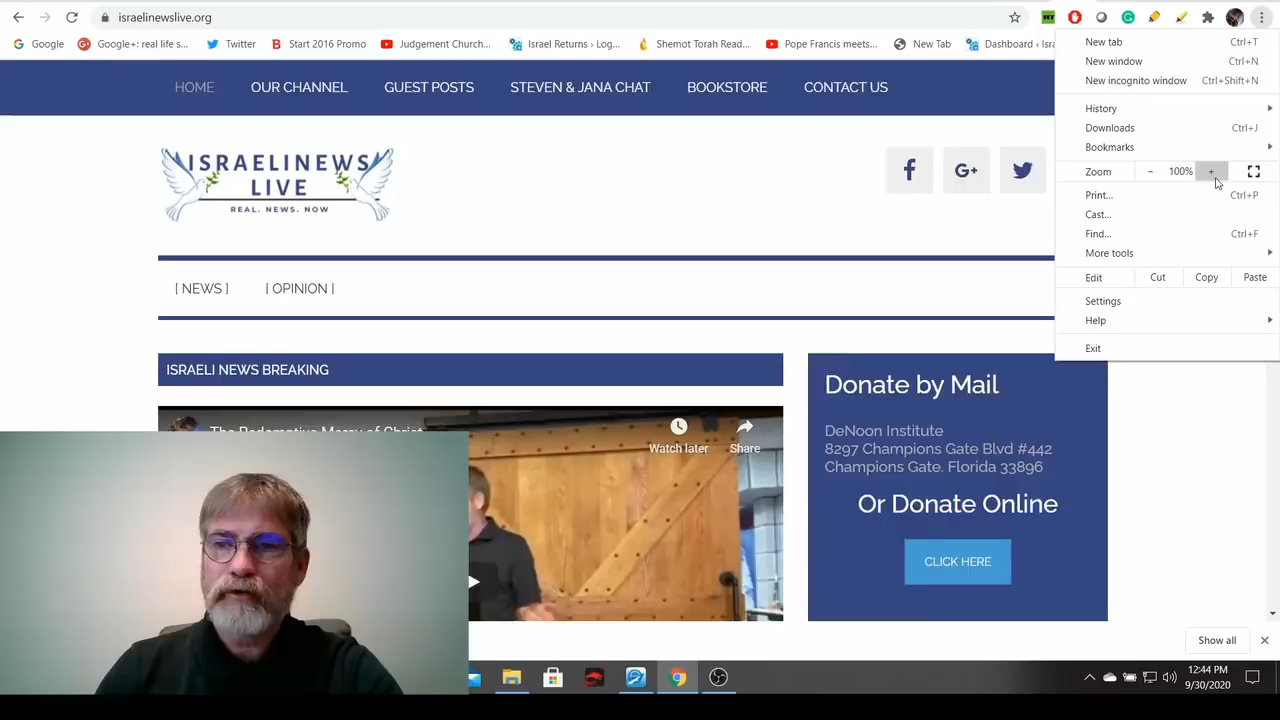 israelinewslive.org
Google
Google+: real life s...
Twitter
Start 2016 Promo
Judgement Church...
Israel Returns › Log...
Shemot Torah Read...
Pope Francis meets...
New Tab
Dashboard ‹ Isra
New tab Ctrl+T
New window Ctrl+N
New incognito window Ctrl+Shift+N
History
Downloads Ctrl+J
Bookmarks
Zoom - 100% +
Print... Ctrl+P
Cast...
Find... Ctrl+F
More tools
Edit Cut Copy Paste
Settings
Help
Exit
HOME OUR CHANNEL GUEST POSTS STEVEN & JANA CHAT BOOKSTORE CONTACT US
ISRAELINEWS
LIVE
REAL. NEWS. NOW
f G+
[ NEWS ] [ OPINION ]
ISRAELI NEWS BREAKING
The Redemptive Mercy of Christ
Watch later Share
Donate by Mail
DeNoon Institute
8297 Champions Gate Blvd #442
Champions Gate. Florida 33896
Or Donate Online
CLICK HERE
Show all
12:44 PM
9/30/2020